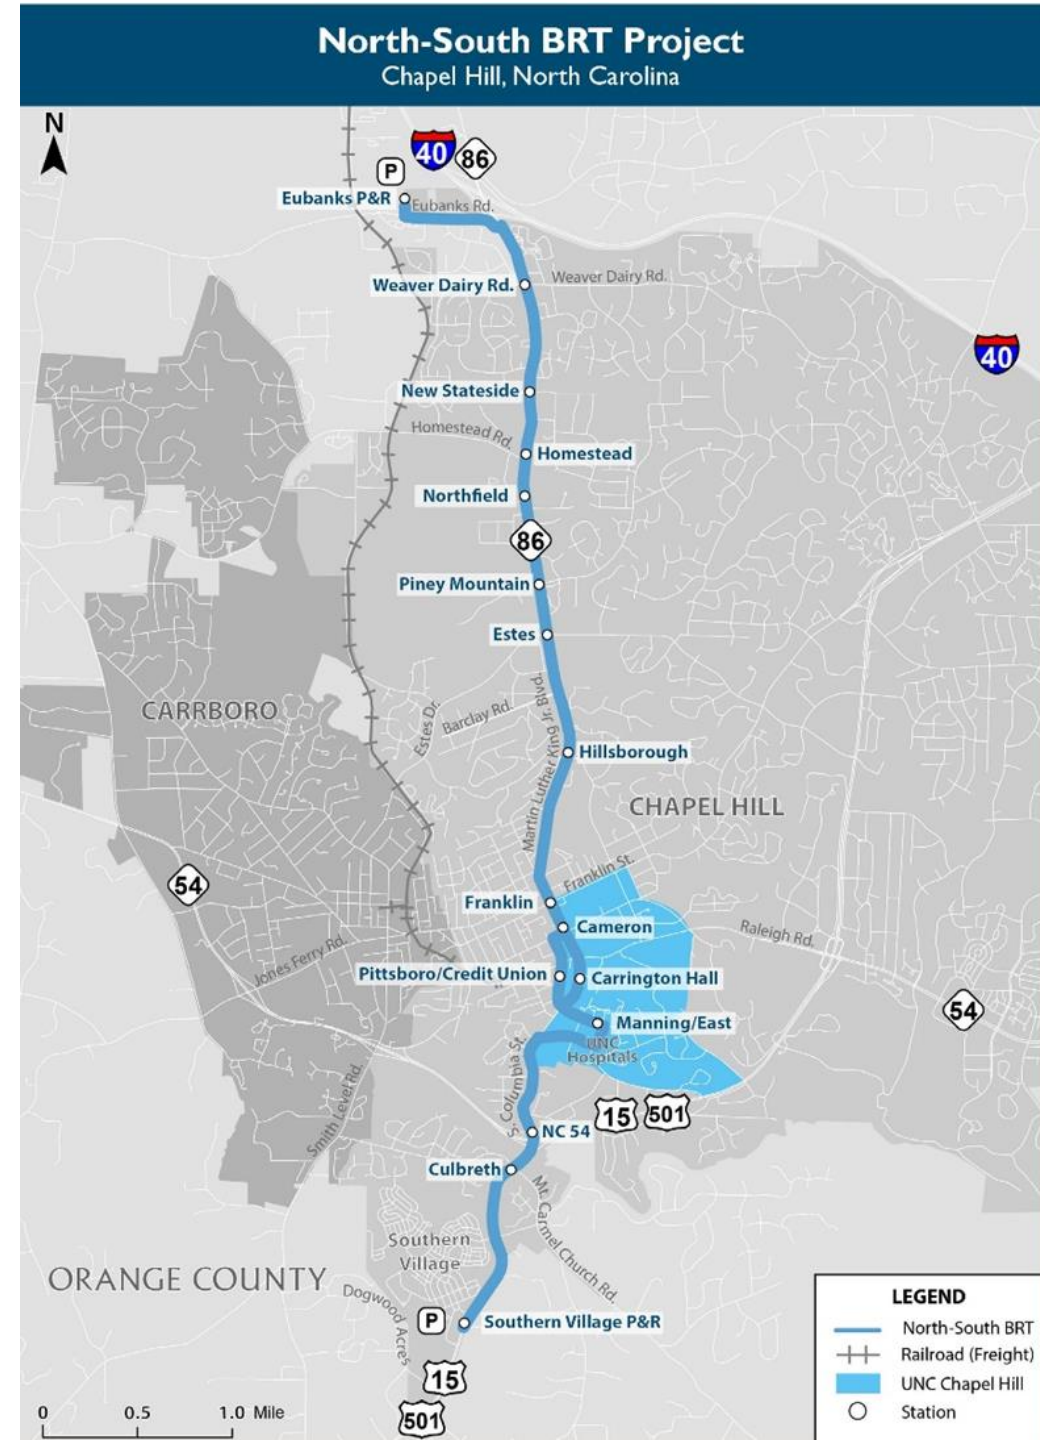 North-South BRT Project
Chapel Hill, North Carolina
N
40
86
P
Eubanks P&R
Eubanks Rd.
Weaver Dairy Rd.
Weaver Dairy Rd.
40
New Stateside
Homestead Rd.
Homestead
Northfield
86
Piney Mountain
Estes
Martin Luther King Jr. Blvd.
CARRBORO
Estes Dr.
Barclay Rd.
Hillsborough
CHAPEL HILL
54
Franklin St.
Franklin
Cameron
Raleigh Rd.
Jones Ferry Rd.
Pittsboro/Credit Union
Carrington Hall
54
Manning/East
UNC
Hospitals
S. Columbia St.
Smith Level Rd.
15
501
NC 54
Culbreth
Mt. Carmel Church Rd.
Southern
Village
ORANGE COUNTY
Dogwood Acres
P
Southern Village P&R
15
501
0
0.5
1.0 Mile
LEGEND
North-South BRT
Railroad (Freight)
UNC Chapel Hill
Station